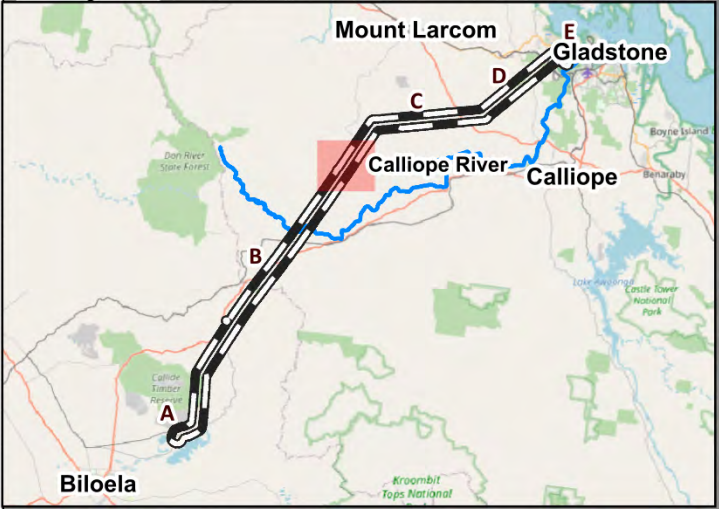 Mount Larcom
E
Gladstone
D
C
Boyne Island
Don River
State Forest
Calliope River
Calliope
Benaraby
B
Lake Awoonga
Castle Tower
National
Park
Callide
Timber
Reserve
A
Biloela
Kroombit
Tops National